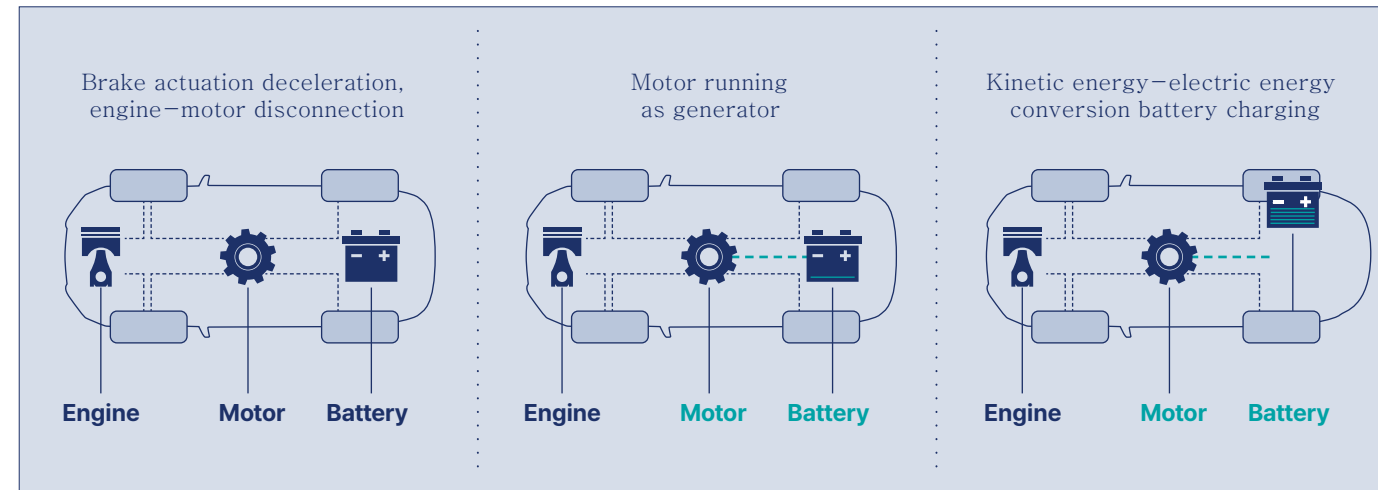 Brake actuation deceleration,
engine-motor disconnection
Motor running
as generator
Kinetic energy-electric energy
conversion battery charging
Engine
Motor
Battery
Engine
Motor
Battery
Engine
Motor
Battery